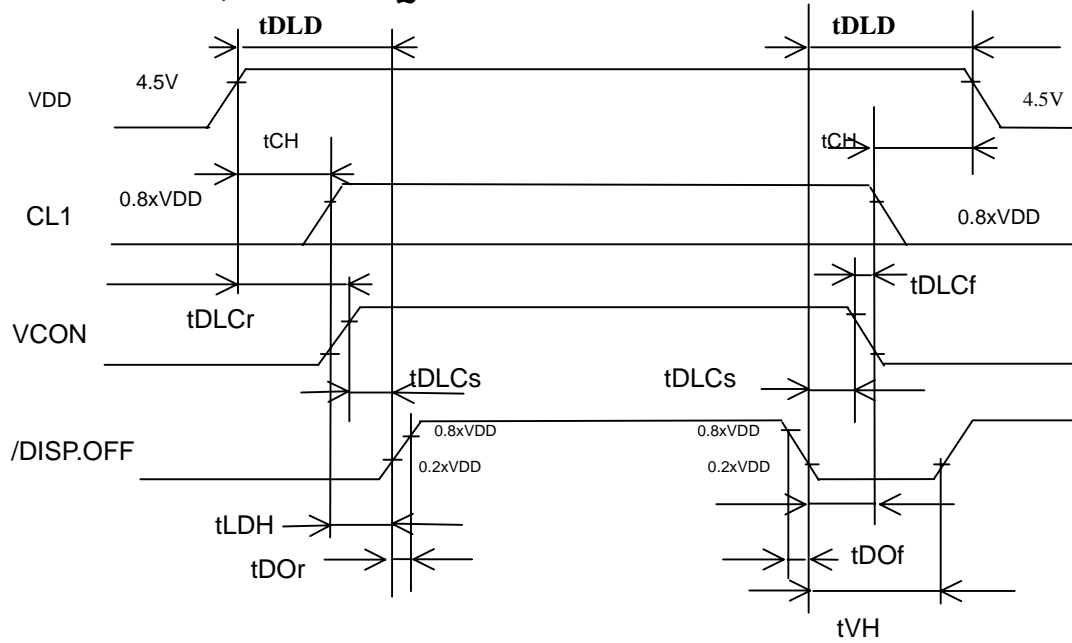 tDLD tDLD
VDD 4.5V 4.5V
tCH tCH
CL1 0.8xVDD 0.8xVDD
tDLCr tDLCf
VCON
tDLCs tDLCs
/DISP.OFF 0.8xVDD 0.8xVDD
0.2xVDD 0.2xVDD
tLDH
tDOr tDOf
tVH